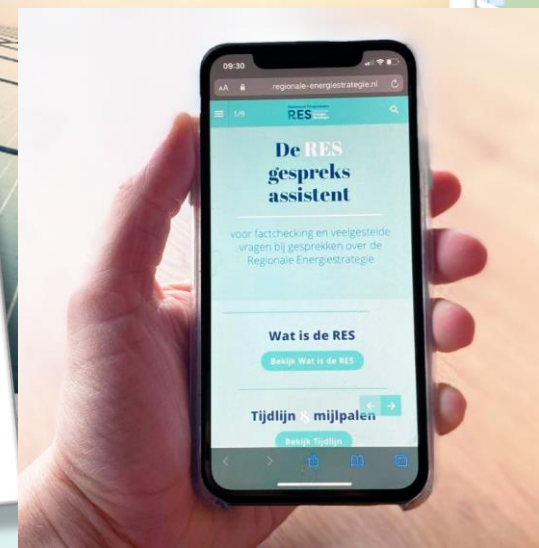 09:30
AA regionale-energiestrategie.nl
1/9
RES
De RES
gespreks
assistent
voor factchecking en veelgestelde
vragen bij gesprekken over de
Regionale Energiestrategie
Wat is de RES
Bekijk Wat is de RES
Tijdlijn & mijlpalen
Bekijk Tijdlijn